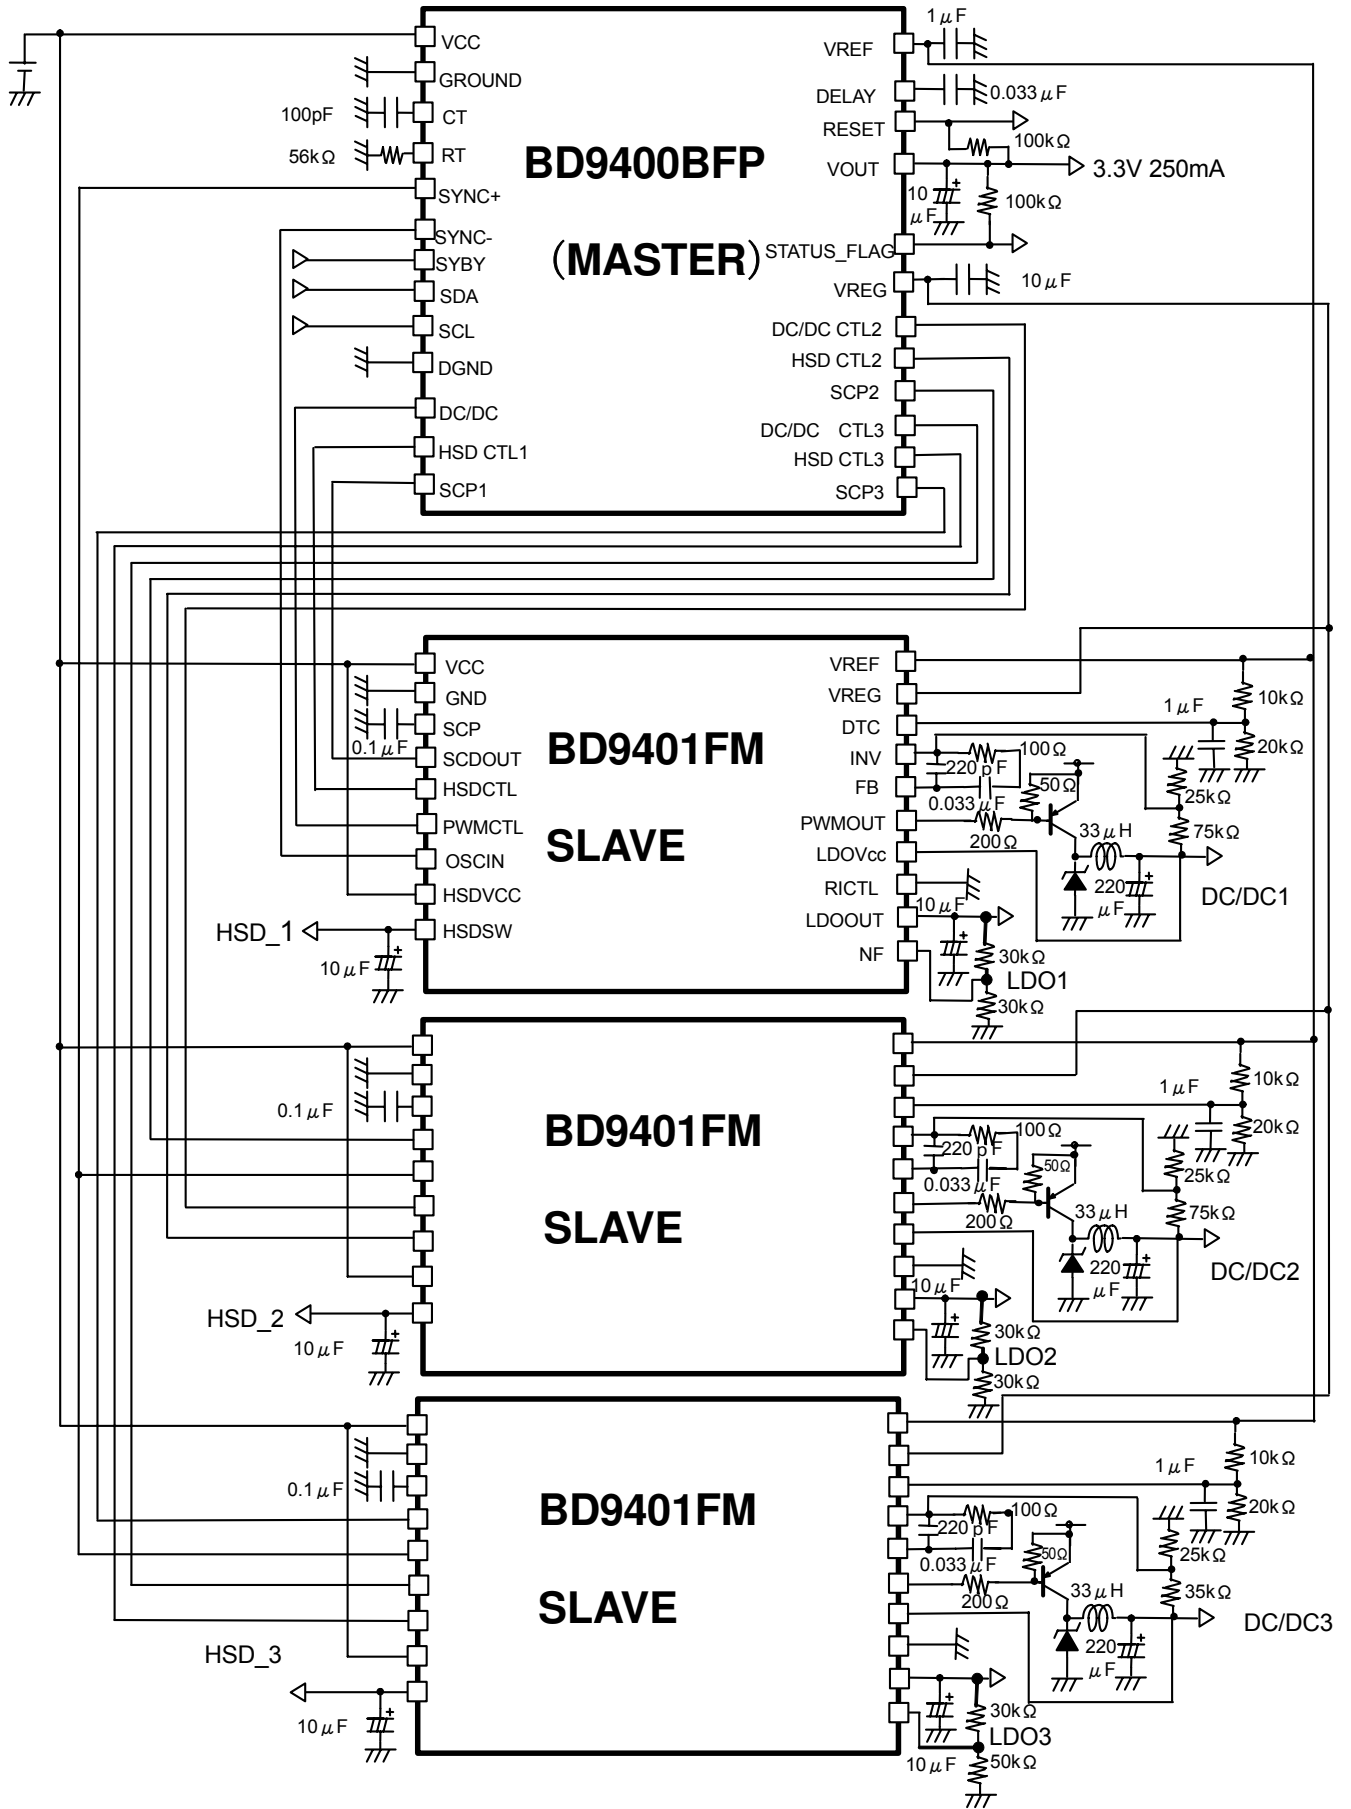 BD9400BFP
(MASTER)
VCC
GROUND
100pF
CT
56kΩ
RT
SYNC+
SYNC-
SYBY
SDA
SCL
DGND
DC/DC
HSD CTL1
SCP1
1μF
VREF
DELAY
0.033μF
RESET
100kΩ
VOUT
3.3V 250mA
10
μF
100kΩ
STATUS_FLAG
VREG
10μF
DC/DC CTL2
HSD CTL2
SCP2
DC/DC CTL3
HSD CTL3
SCP3
BD9401FM
SLAVE
VCC
GND
SCP
0.1μF
SCDOUT
HSDCTL
PWMCTL
OSCIN
HSDVCC
HSD_1
HSDSW
10μF
VREF
VREG
DTC
INV
FB
PWMOUT
LDOVcc
RICTL
LDOOUT
NF
10kΩ
1μF
20kΩ
100Ω
220pF
50Ω
0.033μF
25kΩ
200Ω
33μH
75kΩ
220
μF
DC/DC1
10μF
30kΩ
LDO1
30kΩ
BD9401FM
SLAVE
0.1μF
HSD_2
10μF
10kΩ
1μF
20kΩ
100Ω
220pF
50Ω
0.033μF
25kΩ
200Ω
33μH
75kΩ
220
μF
DC/DC2
10μF
30kΩ
LDO2
30kΩ
BD9401FM
SLAVE
0.1μF
HSD_3
10μF
10kΩ
1μF
20kΩ
100Ω
220pF
50Ω
0.033μF
25kΩ
200Ω
33μH
35kΩ
220
μF
DC/DC3
30kΩ
LDO3
10μF
50kΩ